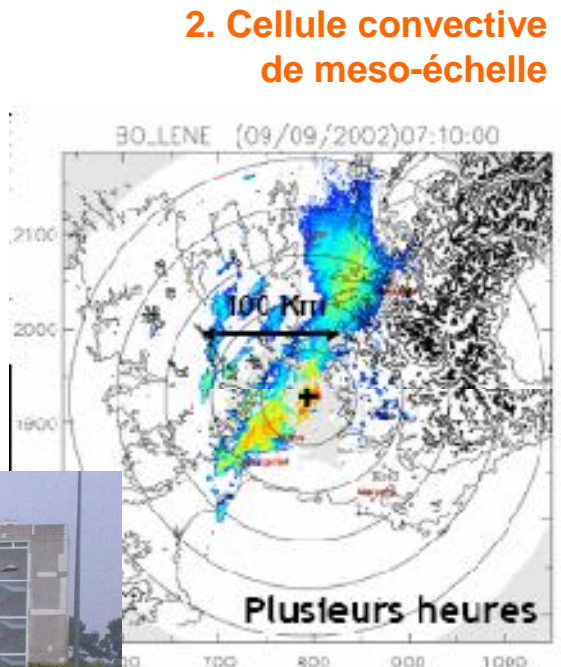 2. Cellule convective
de meso-échelle
BOLLENE (09/09/2002)07:10:00
2100
100 Km
2000
1900
Plusieurs heures
700
800
900
1000